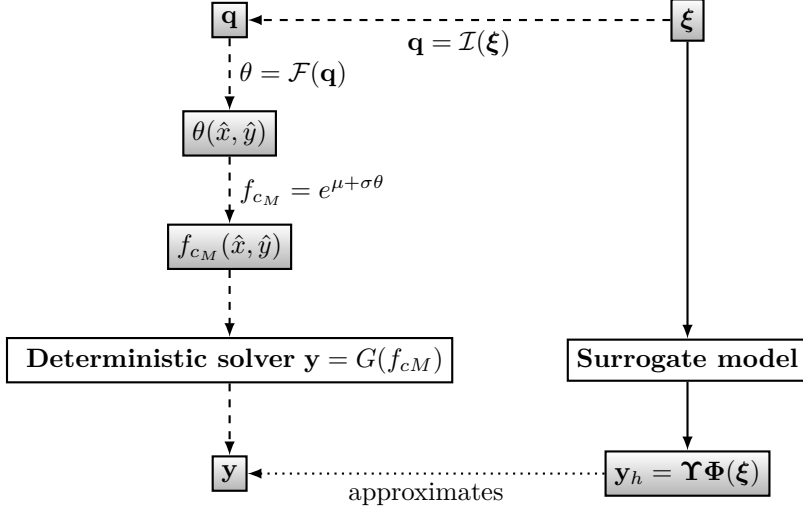 q
ξ
q = I(ξ)
θ = F(q)
θ(x̂, ŷ)
f_{c_M} = e^{μ+σθ}
f_{c_M}(x̂, ŷ)
Deterministic solver y = G(f_{cM})
Surrogate model
y
y_h = ΥΦ(ξ)
approximates